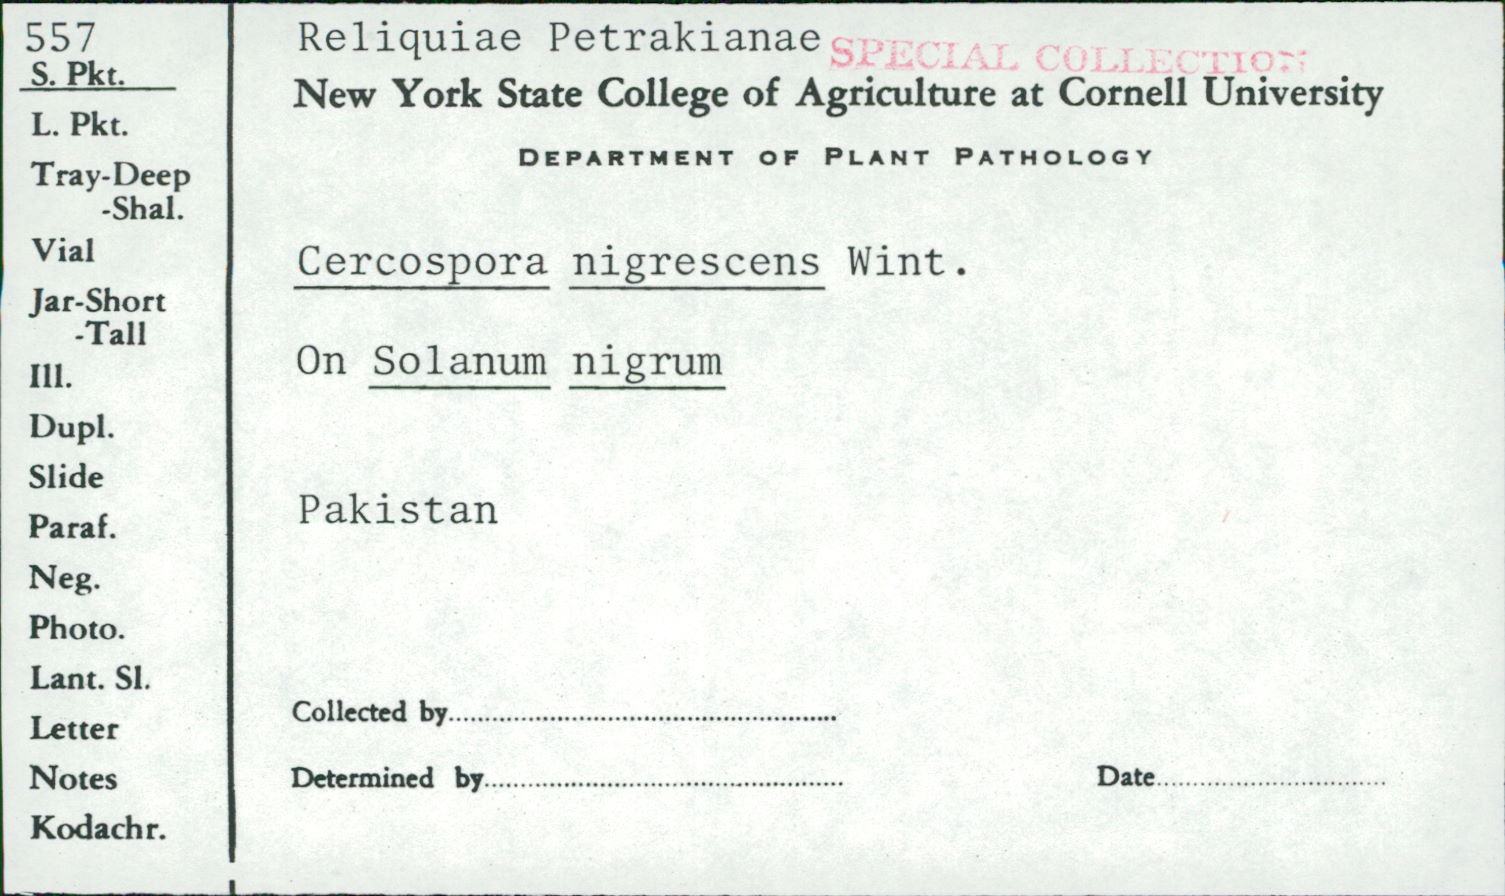 557
S. Pkt.
L. Pkt.
Tray-Deep
-Shal.
Vial
Jar-Short
-Tall
Ill.
Dupl.
Slide
Paraf.
Neg.
Photo.
Lant. Sl.
Letter
Notes
Kodachr.
Reliquiae Petrakianae SPECIAL COLLECTION
New York State College of Agriculture at Cornell University
DEPARTMENT OF PLANT PATHOLOGY
Cercospora nigrescens Wint.
On Solanum nigrum
Pakistan
Collected by
Determined by
Date